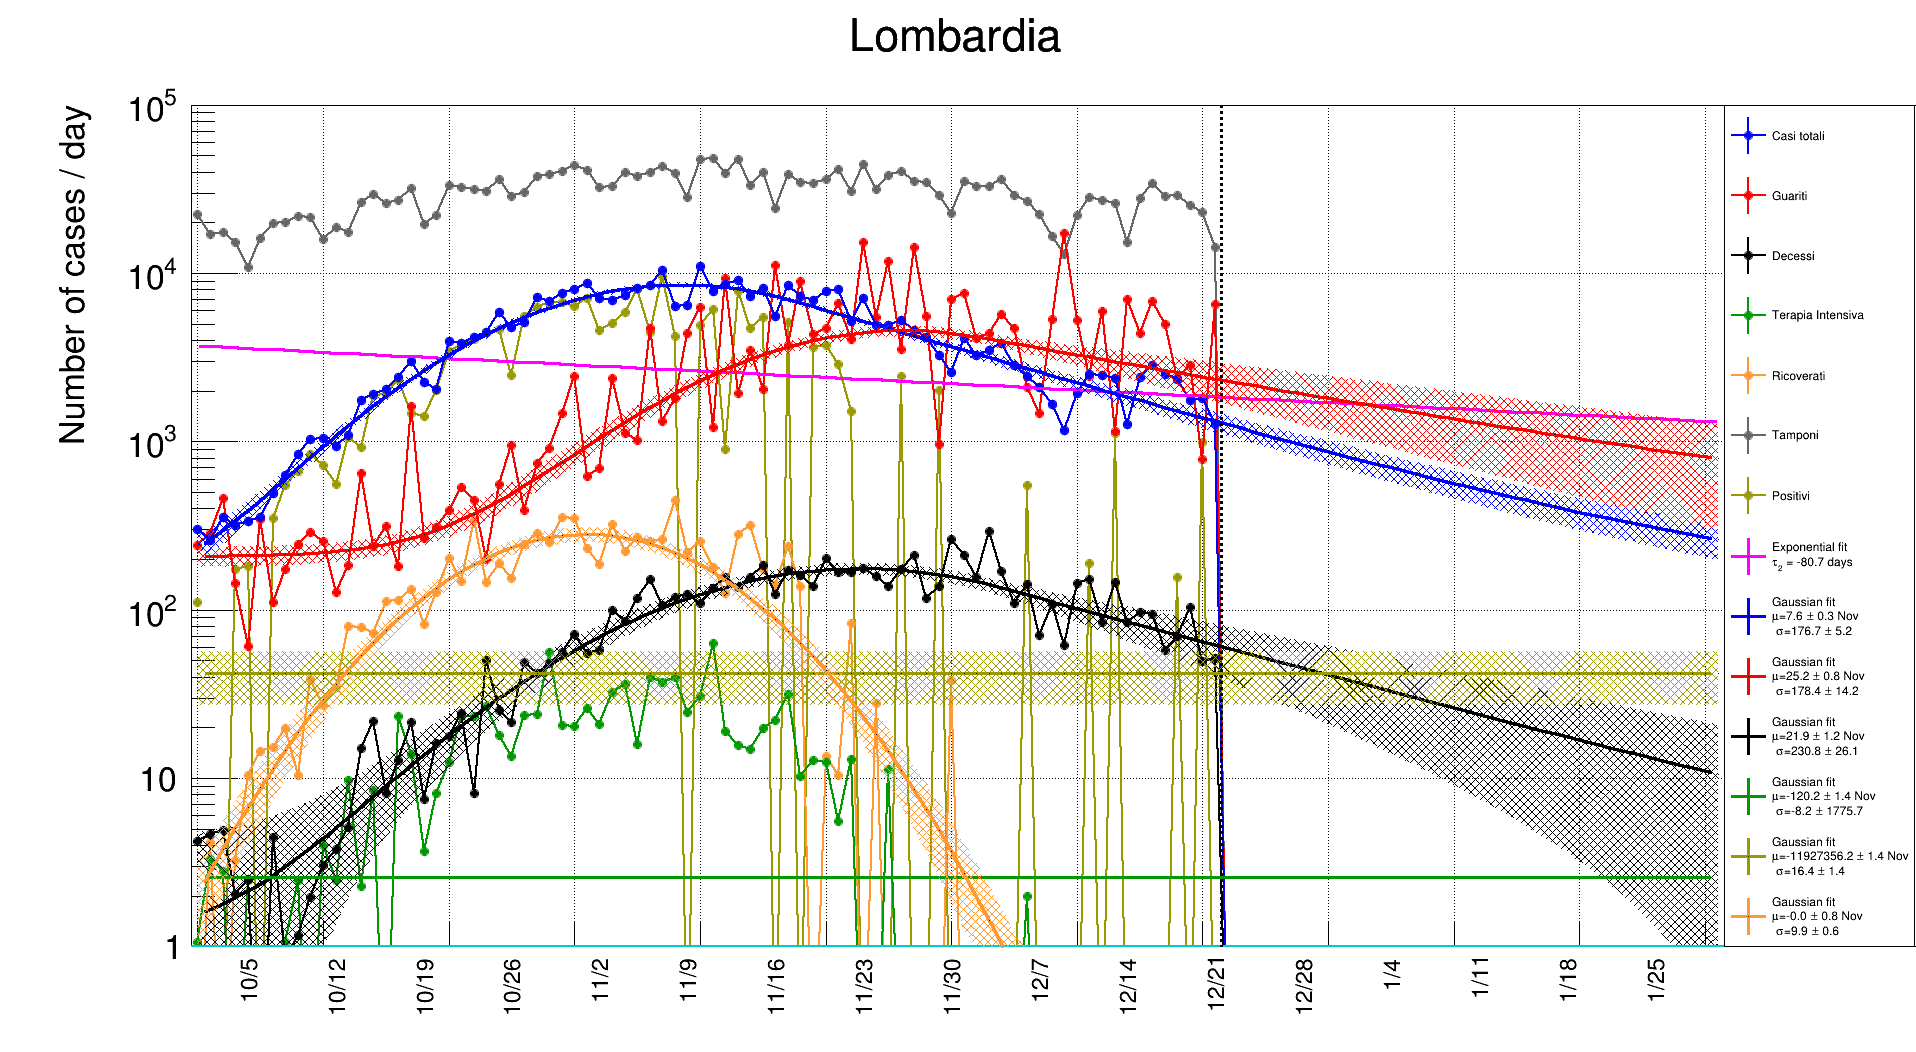 Lombardia
Number of cases / day
10^5
10^4
10^3
10^2
10
1
10/5
10/12
10/19
10/26
11/2
11/9
11/16
11/23
11/30
12/7
12/14
12/21
12/28
1/4
1/11
1/18
1/25
Casi totali
Guariti
Decessi
Terapia Intensiva
Ricoverati
Tamponi
Positivi
Exponential fit
τ_2 = -80.7 days
Gaussian fit
μ=7.6 ± 0.3 Nov
σ=176.7 ± 5.2
Gaussian fit
μ=25.2 ± 0.8 Nov
σ=178.4 ± 14.2
Gaussian fit
μ=21.9 ± 1.2 Nov
σ=230.8 ± 26.1
Gaussian fit
μ=-120.2 ± 1.4 Nov
σ=-8.2 ± 1775.7
Gaussian fit
μ=-11927356.2 ± 1.4 Nov
σ=16.4 ± 1.4
Gaussian fit
μ=-0.0 ± 0.8 Nov
σ=9.9 ± 0.6